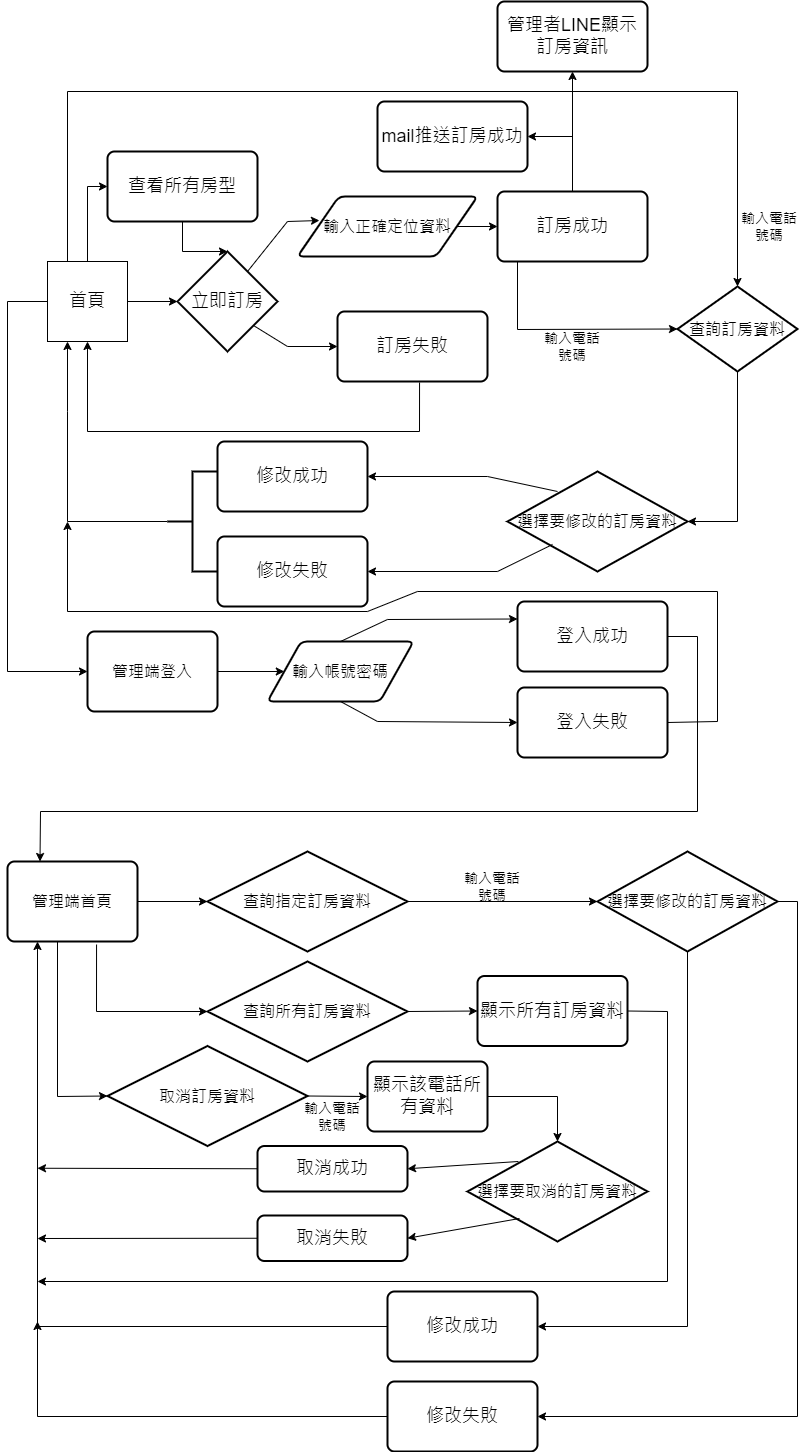 管理者LINE顯示
訂房資訊
mail推送訂房成功
查看所有房型
輸入正確定位資料
訂房成功
輸入電話
號碼
首頁
立即訂房
查詢訂房資料
訂房失敗
輸入電話
號碼
修改成功
選擇要修改的訂房資料
修改失敗
登入成功
管理端登入
輸入帳號密碼
登入失敗
管理端首頁
查詢指定訂房資料
輸入電話
號碼
選擇要修改的訂房資料
查詢所有訂房資料
顯示所有訂房資料
取消訂房資料
輸入電話
號碼
顯示該電話所
有資料
取消成功
選擇要取消的訂房資料
取消失敗
修改成功
修改失敗